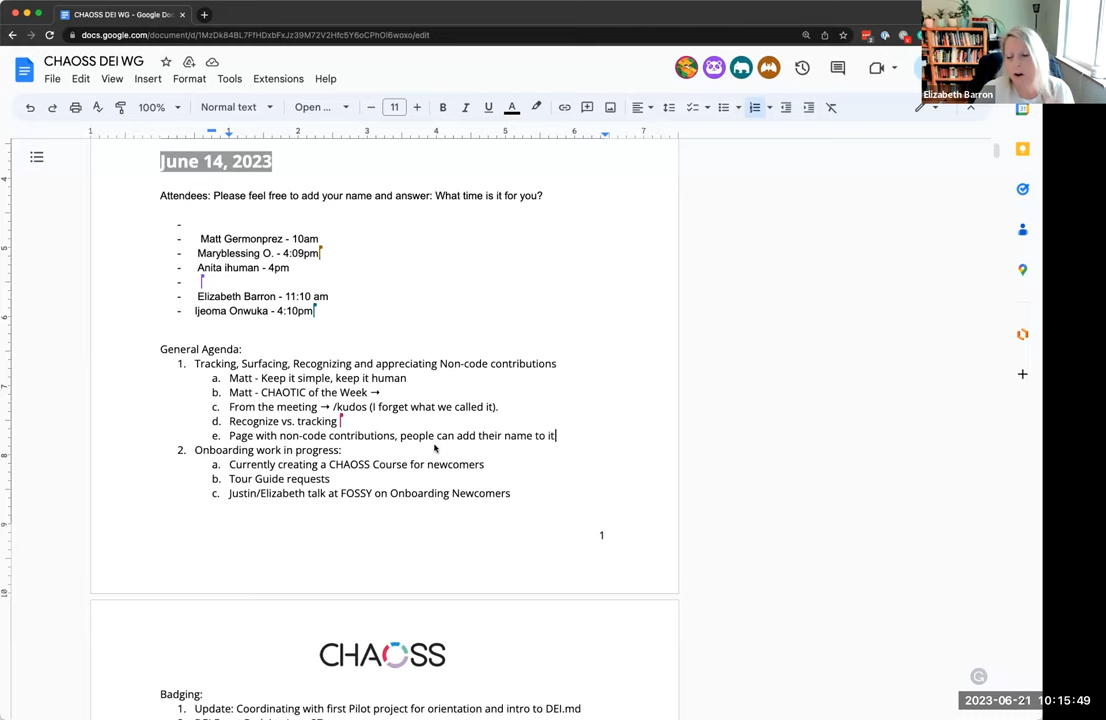 CHAOSS DEI WG - Google Doc
docs.google.com/document/d/1MzDk84BL7FfHDxbFxJz39M72V2Hfc5Y6oCPhOl6woxo/edit
CHAOSS DEI WG
File Edit View Insert Format Tools Extensions Help
100% Normal text Open ... 11
1 1 2 3 4 5 6 7
Elizabeth Barron
June 14, 2023
Attendees: Please feel free to add your name and answer: What time is it for you?
-
- Matt Germonprez - 10am
- Maryblessing O. - 4:09pm
- Anita ihuman - 4pm
-
- Elizabeth Barron - 11:10 am
- Ijeoma Onwuka - 4:10pm
General Agenda:
1. Tracking, Surfacing, Recognizing and appreciating Non-code contributions
a. Matt - Keep it simple, keep it human
b. Matt - CHAOTIC of the Week →
c. From the meeting → /kudos (I forget what we called it).
d. Recognize vs. tracking
e. Page with non-code contributions, people can add their name to it
2. Onboarding work in progress:
a. Currently creating a CHAOSS Course for newcomers
b. Tour Guide requests
c. Justin/Elizabeth talk at FOSSY on Onboarding Newcomers
1
CHAOSS
Badging:
1. Update: Coordinating with first Pilot project for orientation and intro to DEI.md
2023-06-21 10:15:49